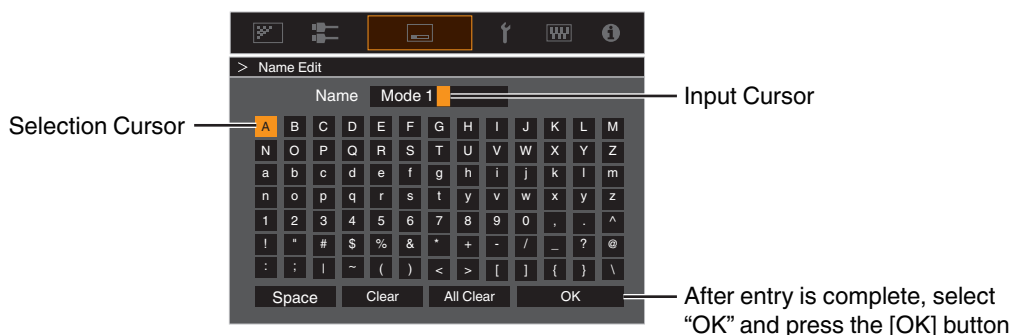 > Name Edit
Name Mode 1
Input Cursor
Selection Cursor
A B C D E F G H I J K L M
N O P Q R S T U V W X Y Z
a b c d e f g h i j k l m
n o p q r s t y v w x y z
1 2 3 4 5 6 7 8 9 0 , . ^
! " # $ % & * + - / _ ? @
: ; | ~ ( ) < > [ ] { } \
Space Clear All Clear OK
After entry is complete, select
“OK” and press the [OK] button